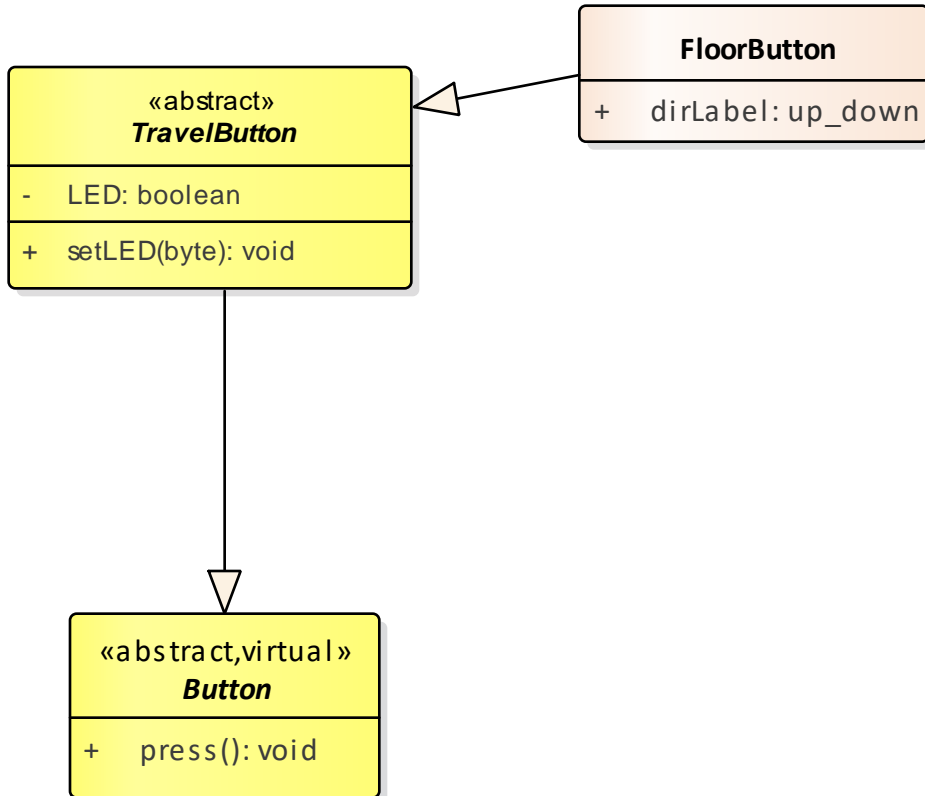 FloorButton
+ dirLabel: up_down
«abstract»
TravelButton
- LED: boolean
+ setLED(byte): void
«abstract,virtual»
Button
+ press(): void